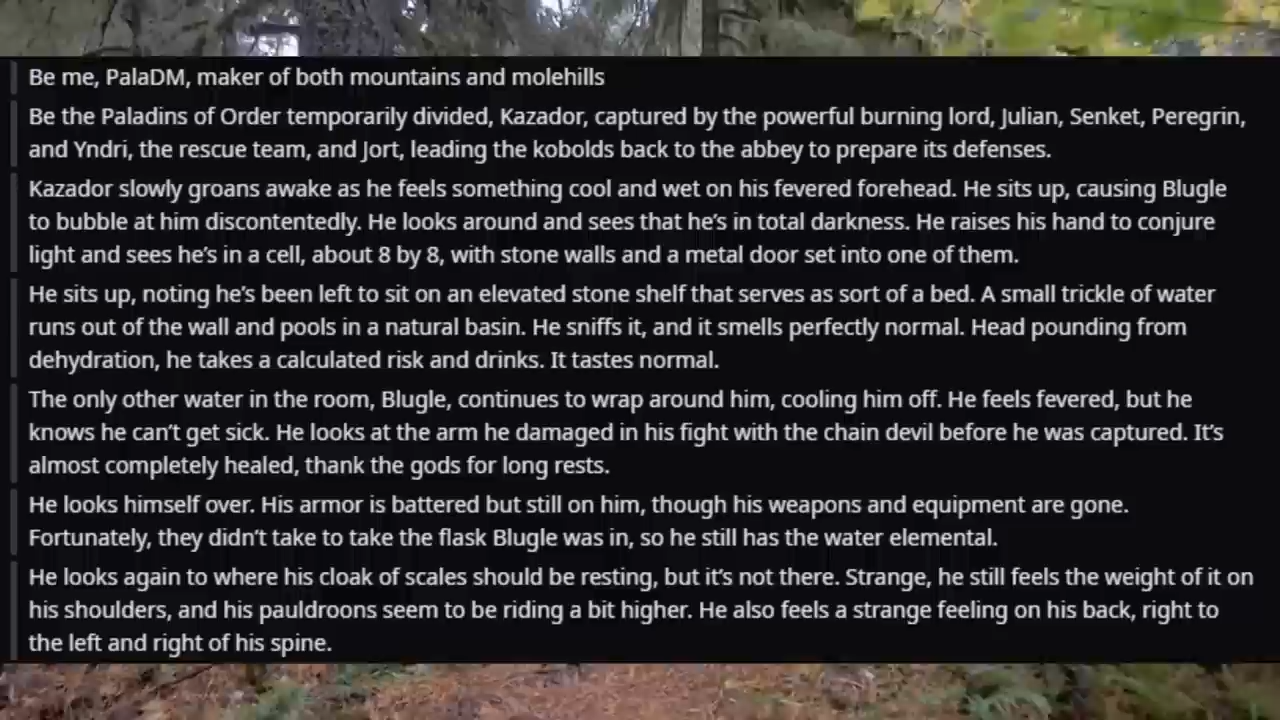 Be me, PalaDM, maker of both mountains and molehills
Be the Paladins of Order temporarily divided, Kazador, captured by the powerful burning lord, Julian, Senket, Peregrin,
and Yndri, the rescue team, and Jort, leading the kobolds back to the abbey to prepare its defenses.
Kazador slowly groans awake as he feels something cool and wet on his fevered forehead. He sits up, causing Blugle
to bubble at him discontentedly. He looks around and sees that he’s in total darkness. He raises his hand to conjure
light and sees he’s in a cell, about 8 by 8, with stone walls and a metal door set into one of them.
He sits up, noting he’s been left to sit on an elevated stone shelf that serves as sort of a bed. A small trickle of water
runs out of the wall and pools in a natural basin. He sniffs it, and it smells perfectly normal. Head pounding from
dehydration, he takes a calculated risk and drinks. It tastes normal.
The only other water in the room, Blugle, continues to wrap around him, cooling him off. He feels fevered, but he
knows he can’t get sick. He looks at the arm he damaged in his fight with the chain devil before he was captured. It’s
almost completely healed, thank the gods for long rests.
He looks himself over. His armor is battered but still on him, though his weapons and equipment are gone.
Fortunately, they didn’t take to take the flask Blugle was in, so he still has the water elemental.
He looks again to where his cloak of scales should be resting, but it’s not there. Strange, he still feels the weight of it on
his shoulders, and his pauldroons seem to be riding a bit higher. He also feels a strange feeling on his back, right to
the left and right of his spine.